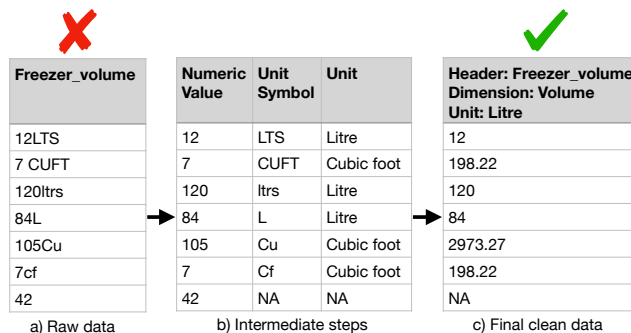 Freezer_volume
12LTS
7 CUFT
120ltrs
84L
105Cu
7cf
42
a) Raw data
Numeric Value Unit Symbol Unit
12 LTS Litre
7 CUFT Cubic foot
120 ltrs Litre
84 L Litre
105 Cu Cubic foot
7 Cf Cubic foot
42 NA NA
b) Intermediate steps
Header: Freezer_volume
Dimension: Volume
Unit: Litre
12
198.22
120
84
2973.27
198.22
NA
c) Final clean data